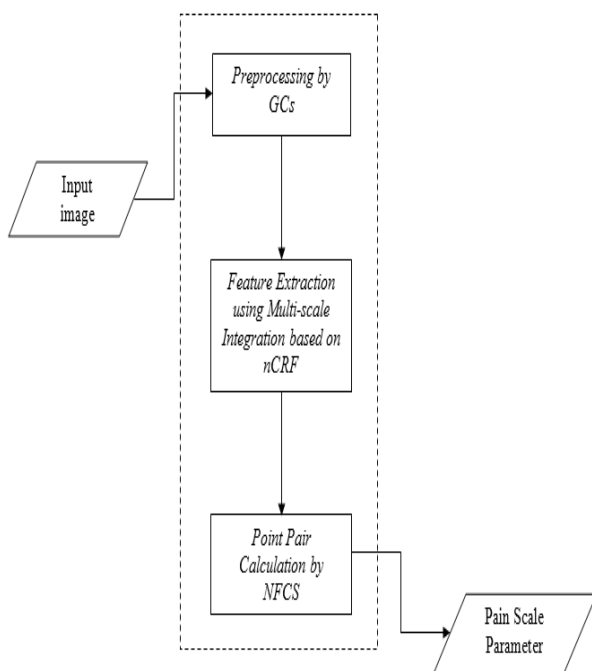 Preprocessing by
GCs
Input
image
Feature Extraction
using Multi-scale
Integration based on
nCRF
Point Pair
Calculation by
NFCS
Pain Scale
Parameter